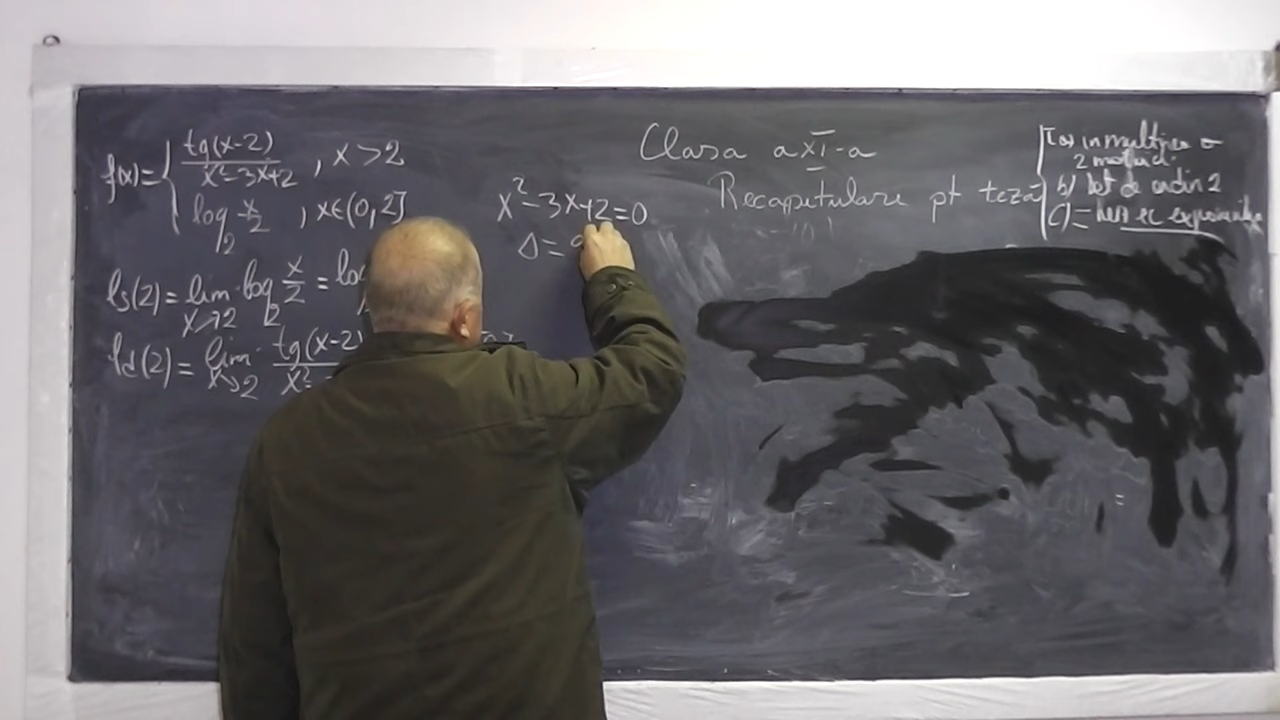 f(x)= { tg(x-2) / x²-3x+2 , x>2
log₂ x/2 , x∈(0,2]
ls(2)= lim x↗2 log₂ x/2 = log
ld(2)= lim x↘2 tg(x-2) / x²-
x²-3x+2=0
Δ=
Clasa a XI-a
Recapitulare pt teză
2 matrici
b) Det de ordin 2
c)